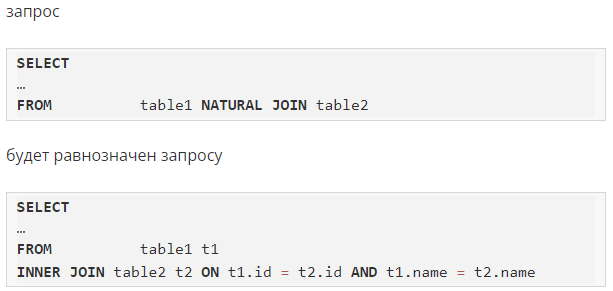 запрос
SELECT
…
FROM table1 NATURAL JOIN table2
будет равнозначен запросу
SELECT
…
FROM table1 t1
INNER JOIN table2 t2 ON t1.id = t2.id AND t1.name = t2.name